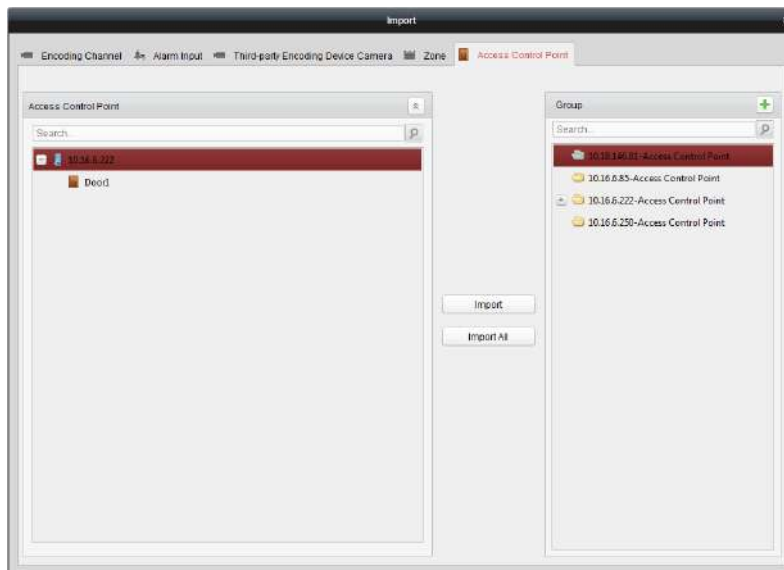 Import
Encoding Channel Alarm Input Third-party Encoding Device Camera Zone Access Control Point
Access Control Point
Search...
10.16.6.222
Door1
Import
Import All
Group
Search...
10.18.146.81-Access Control Point
10.16.6.85-Access Control Point
10.16.6.222-Access Control Point
10.16.6.250-Access Control Point